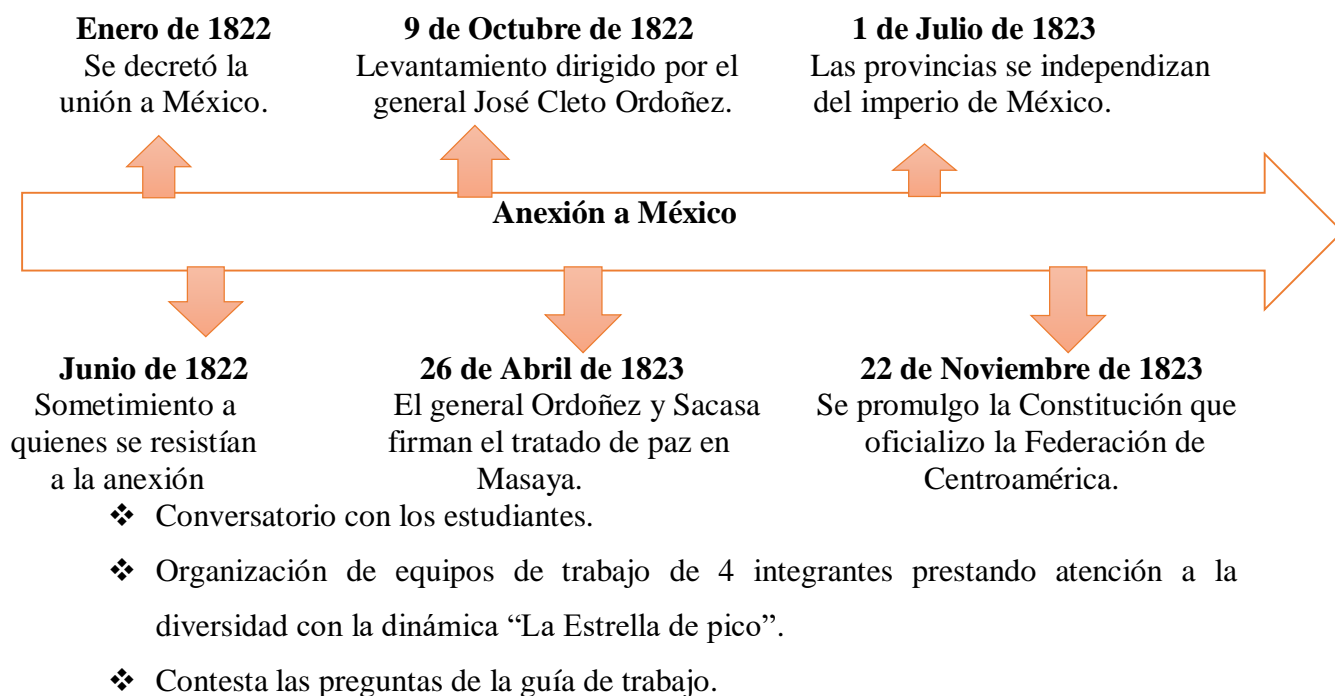 Enero de 1822
Se decretó la
unión a México.
9 de Octubre de 1822
Levantamiento dirigido por el
general José Cleto Ordoñez.
1 de Julio de 1823
Las provincias se independizan
del imperio de México.
Anexión a México
Junio de 1822
Sometimiento a
quienes se resistían
a la anexión
26 de Abril de 1823
El general Ordoñez y Sacasa
firman el tratado de paz en
Masaya.
22 de Noviembre de 1823
Se promulgo la Constitución que
oficializo la Federación de
Centroamérica.
❖ Conversatorio con los estudiantes.
❖ Organización de equipos de trabajo de 4 integrantes prestando atención a la
diversidad con la dinámica “La Estrella de pico”.
❖ Contesta las preguntas de la guía de trabajo.